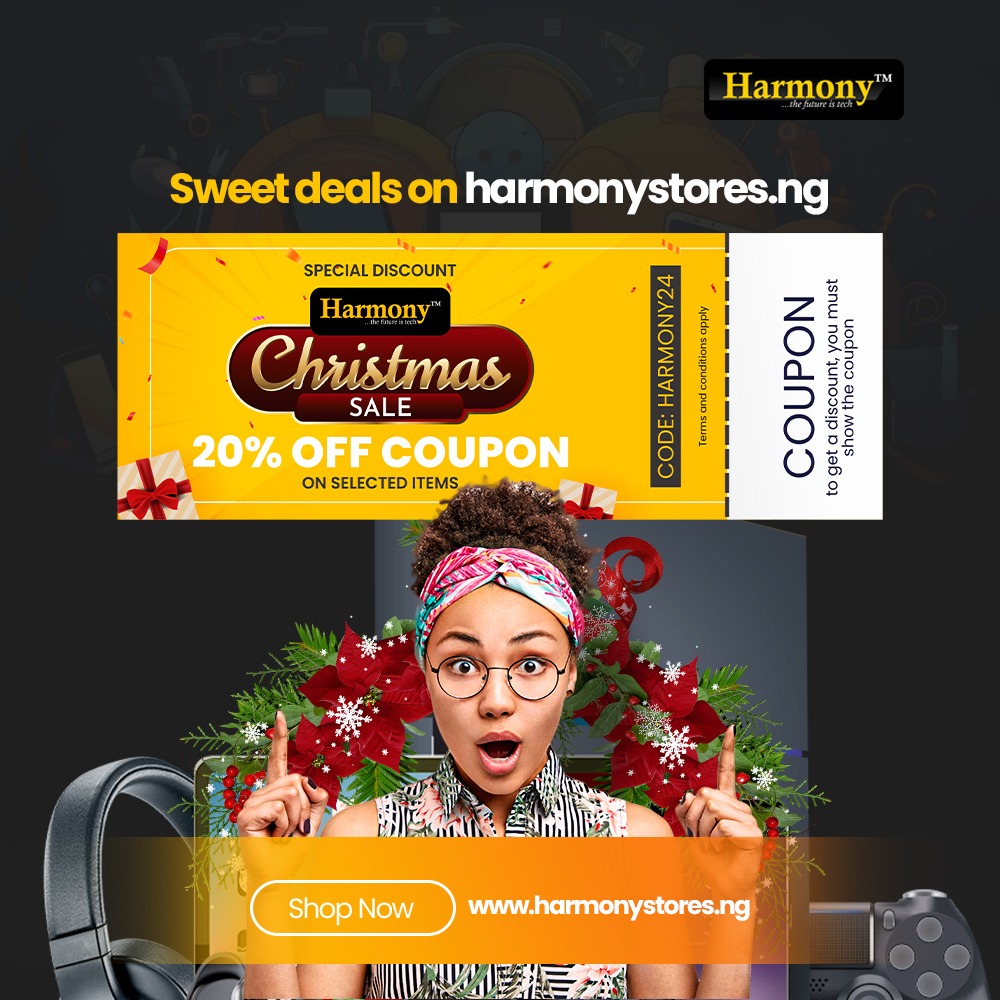 Harmony™
...the future is tech
Sweet deals on harmonystores.ng
SPECIAL DISCOUNT
Harmony™
...the future is tech
Christmas
SALE
20% OFF COUPON
ON SELECTED ITEMS
CODE: HARMONY24
Terms and conditions apply
COUPON
to get a discount, you must
show the coupon
Shop Now
www.harmonystores.ng